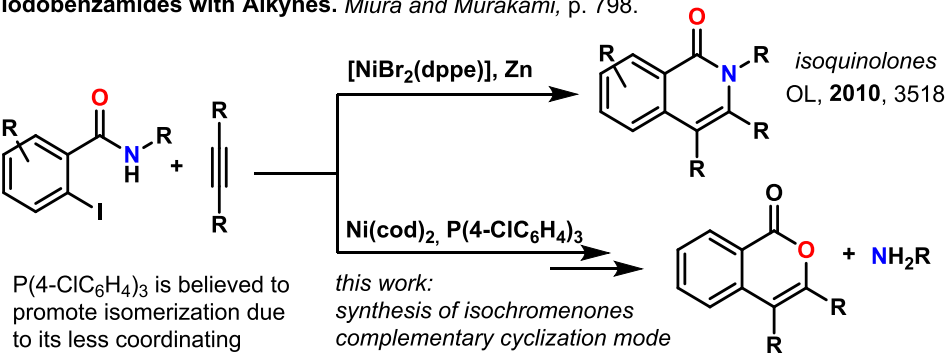 Iodobenzamides with Alkynes. Miura and Murakami, p. 798.
O
R
N
R
R
R
[NiBr2(dppe)], Zn
isoquinolones
OL, 2010, 3518
O
R
N
H
R
I
+
R
R
Ni(cod)2, P(4-ClC6H4)3
O
O
R
R
+ NH2R
P(4-ClC6H4)3 is believed to
promote isomerization due
to its less coordinating
this work:
synthesis of isochromenones
complementary cyclization mode